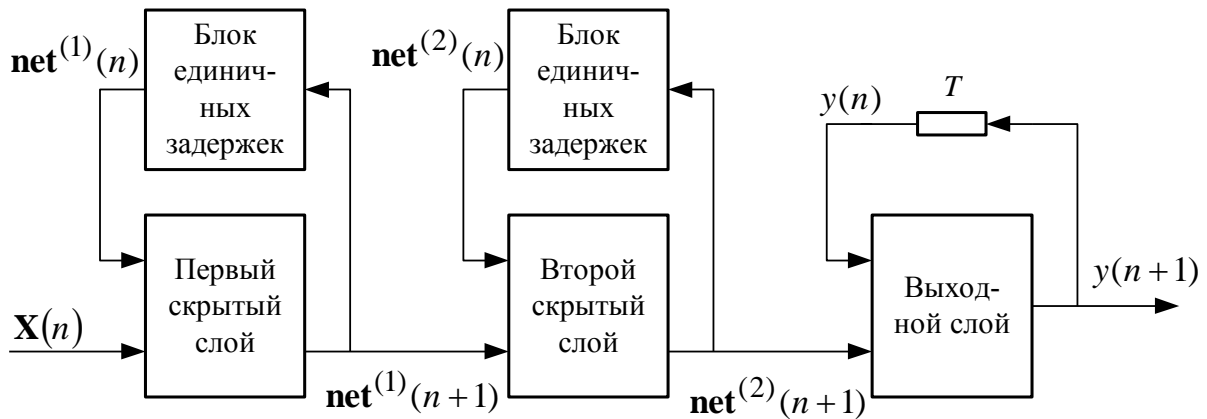 Блок
единич-
ных
задержек
net(1)(n)
Блок
единич-
ных
задержек
net(2)(n)
T
y(n)
Первый
скрытый
слой
Второй
скрытый
слой
Выход-
ной слой
y(n+1)
X(n)
net(1)(n+1)
net(2)(n+1)